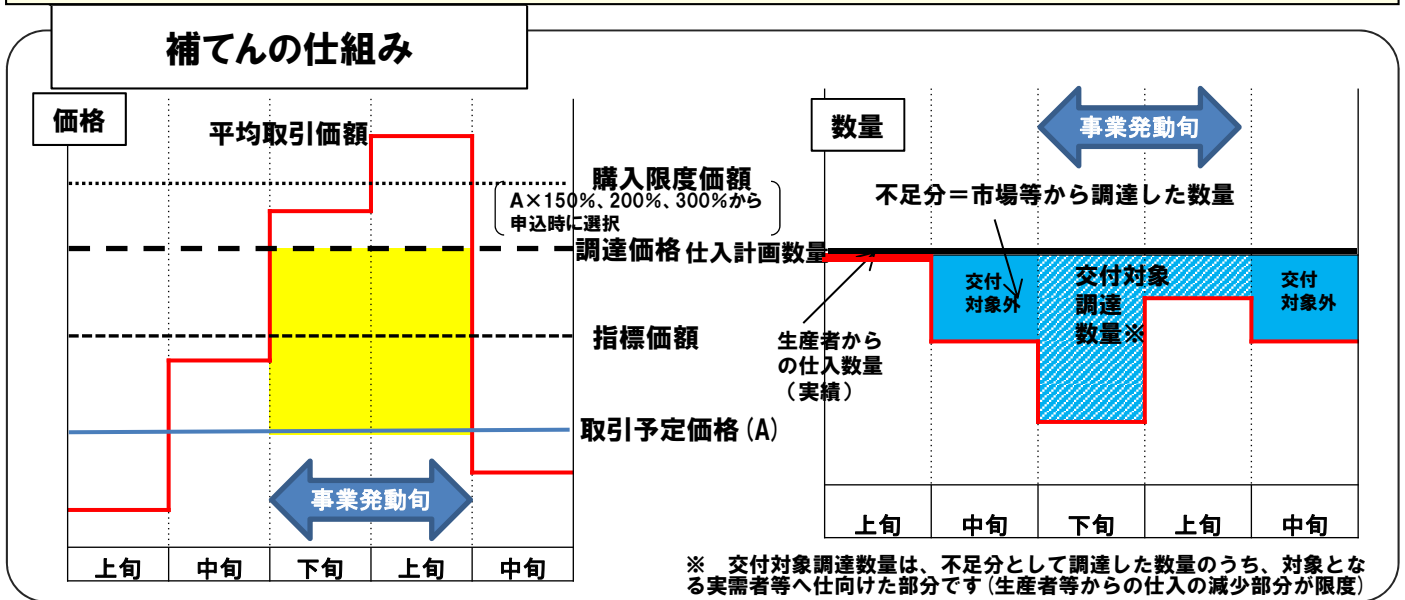 補てんの仕組み
価格
平均取引価額
購入限度価額
A×150%、200%、300%から
申込時に選択
調達価格
指標価額
取引予定価格(A)
事業発動旬
上旬 中旬 下旬 上旬 中旬
数量
事業発動旬
不足分＝市場等から調達した数量
仕入計画数量
交付
対象外
交付対象
調達
数量※
交付
対象外
生産者から
の仕入数量
（実績）
上旬 中旬 下旬 上旬 中旬
※　交付対象調達数量は、不足分として調達した数量のうち、対象とな
る実需者等へ仕向けた部分です(生産者等からの仕入の減少部分が限度)